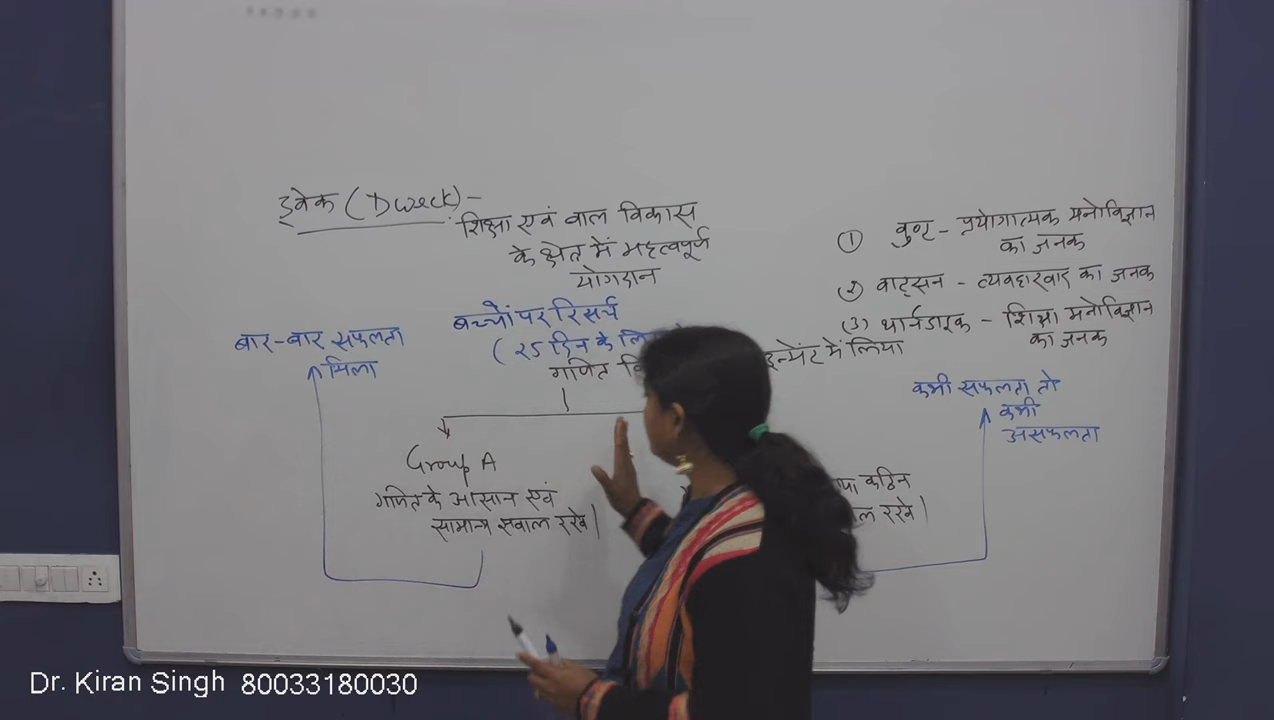 ड्वेक (Dweck) -
शिक्षा एवं बाल विकास
के क्षेत्र में महत्वपूर्ण
योगदान
बच्चों पर रिसर्च
(25 दिन के
गणित
इन्मेंट में लिया
Group A
गणित के आसान एवं
सामान्य सवाल रखे।
बार-बार सफलता
मिला
① वुण्ट - प्रयोगात्मक मनोविज्ञान
का जनक
② वाट्सन - व्यवहारवाद का जनक
(3) थार्नडाइक - शिक्षा मनोविज्ञान
का जनक
कभी सफलता तो
कभी
असफलता
कठिन
रखे।
Dr. Kiran Singh 80033180030